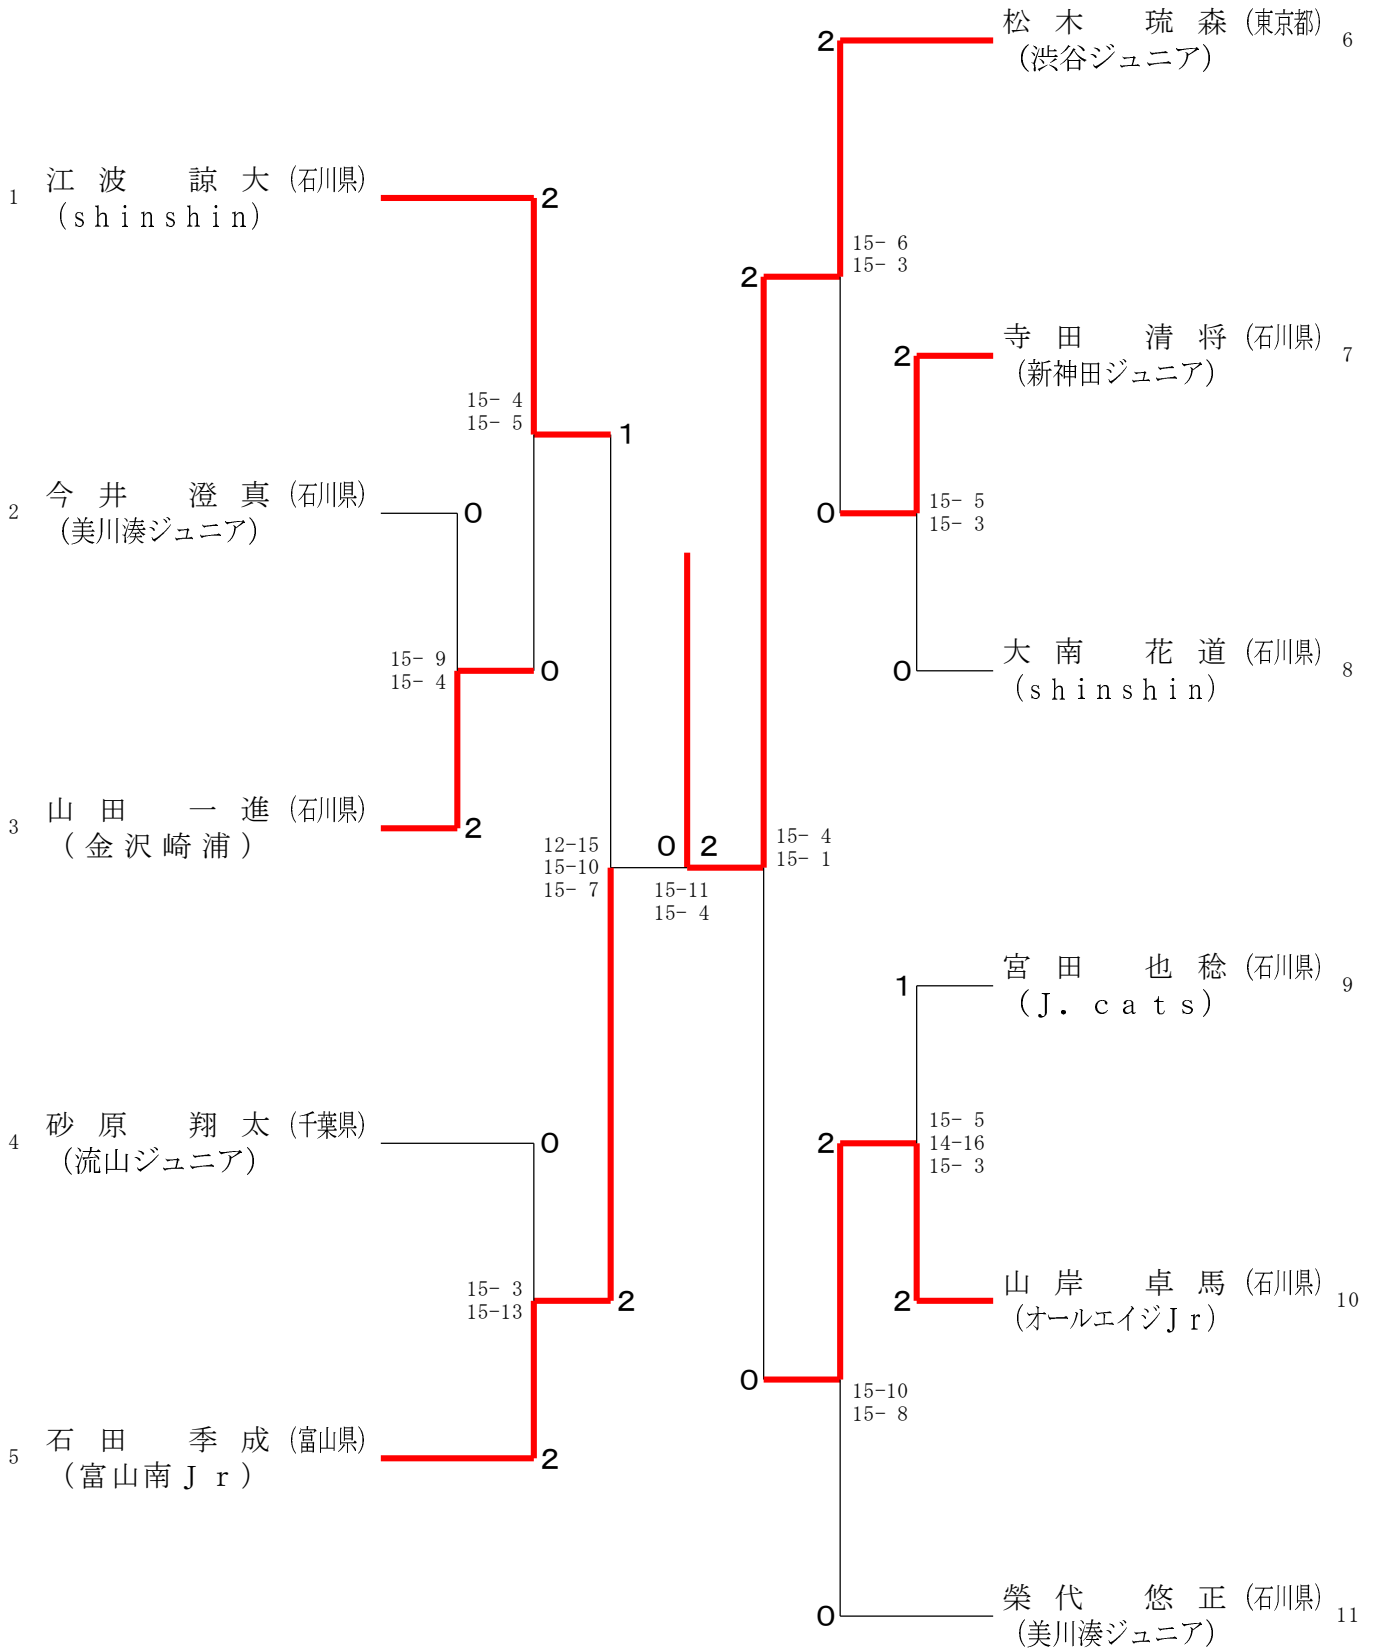 1 江波 諒大 (石川県)
(shinshin)
2
15- 4
15- 5
1
2 今井 澄真 (石川県)
(美川湊ジュニア)
0
15- 9
15- 4
0
3 山田 一進 (石川県)
(金沢崎浦)
2
12-15
15-10
15- 7
0 2
15-11
15- 4
4 砂原 翔太 (千葉県)
(流山ジュニア)
0
15- 3
15-13
2
5 石田 季成 (富山県)
(富山南Jr)
2
2
松木 琉森 (東京都) 6
(渋谷ジュニア)
15- 6
15- 3
2
2
寺田 清将 (石川県) 7
(新神田ジュニア)
0
15- 5
15- 3
0
大南 花道 (石川県) 8
(shinshin)
15- 4
15- 1
1
宮田 也稔 (石川県) 9
(J. cats)
2
15- 5
14-16
15- 3
2
山岸 卓馬 (石川県) 10
(オールエイジJr)
0
15-10
15- 8
0
榮代 悠正 (石川県) 11
(美川湊ジュニア)